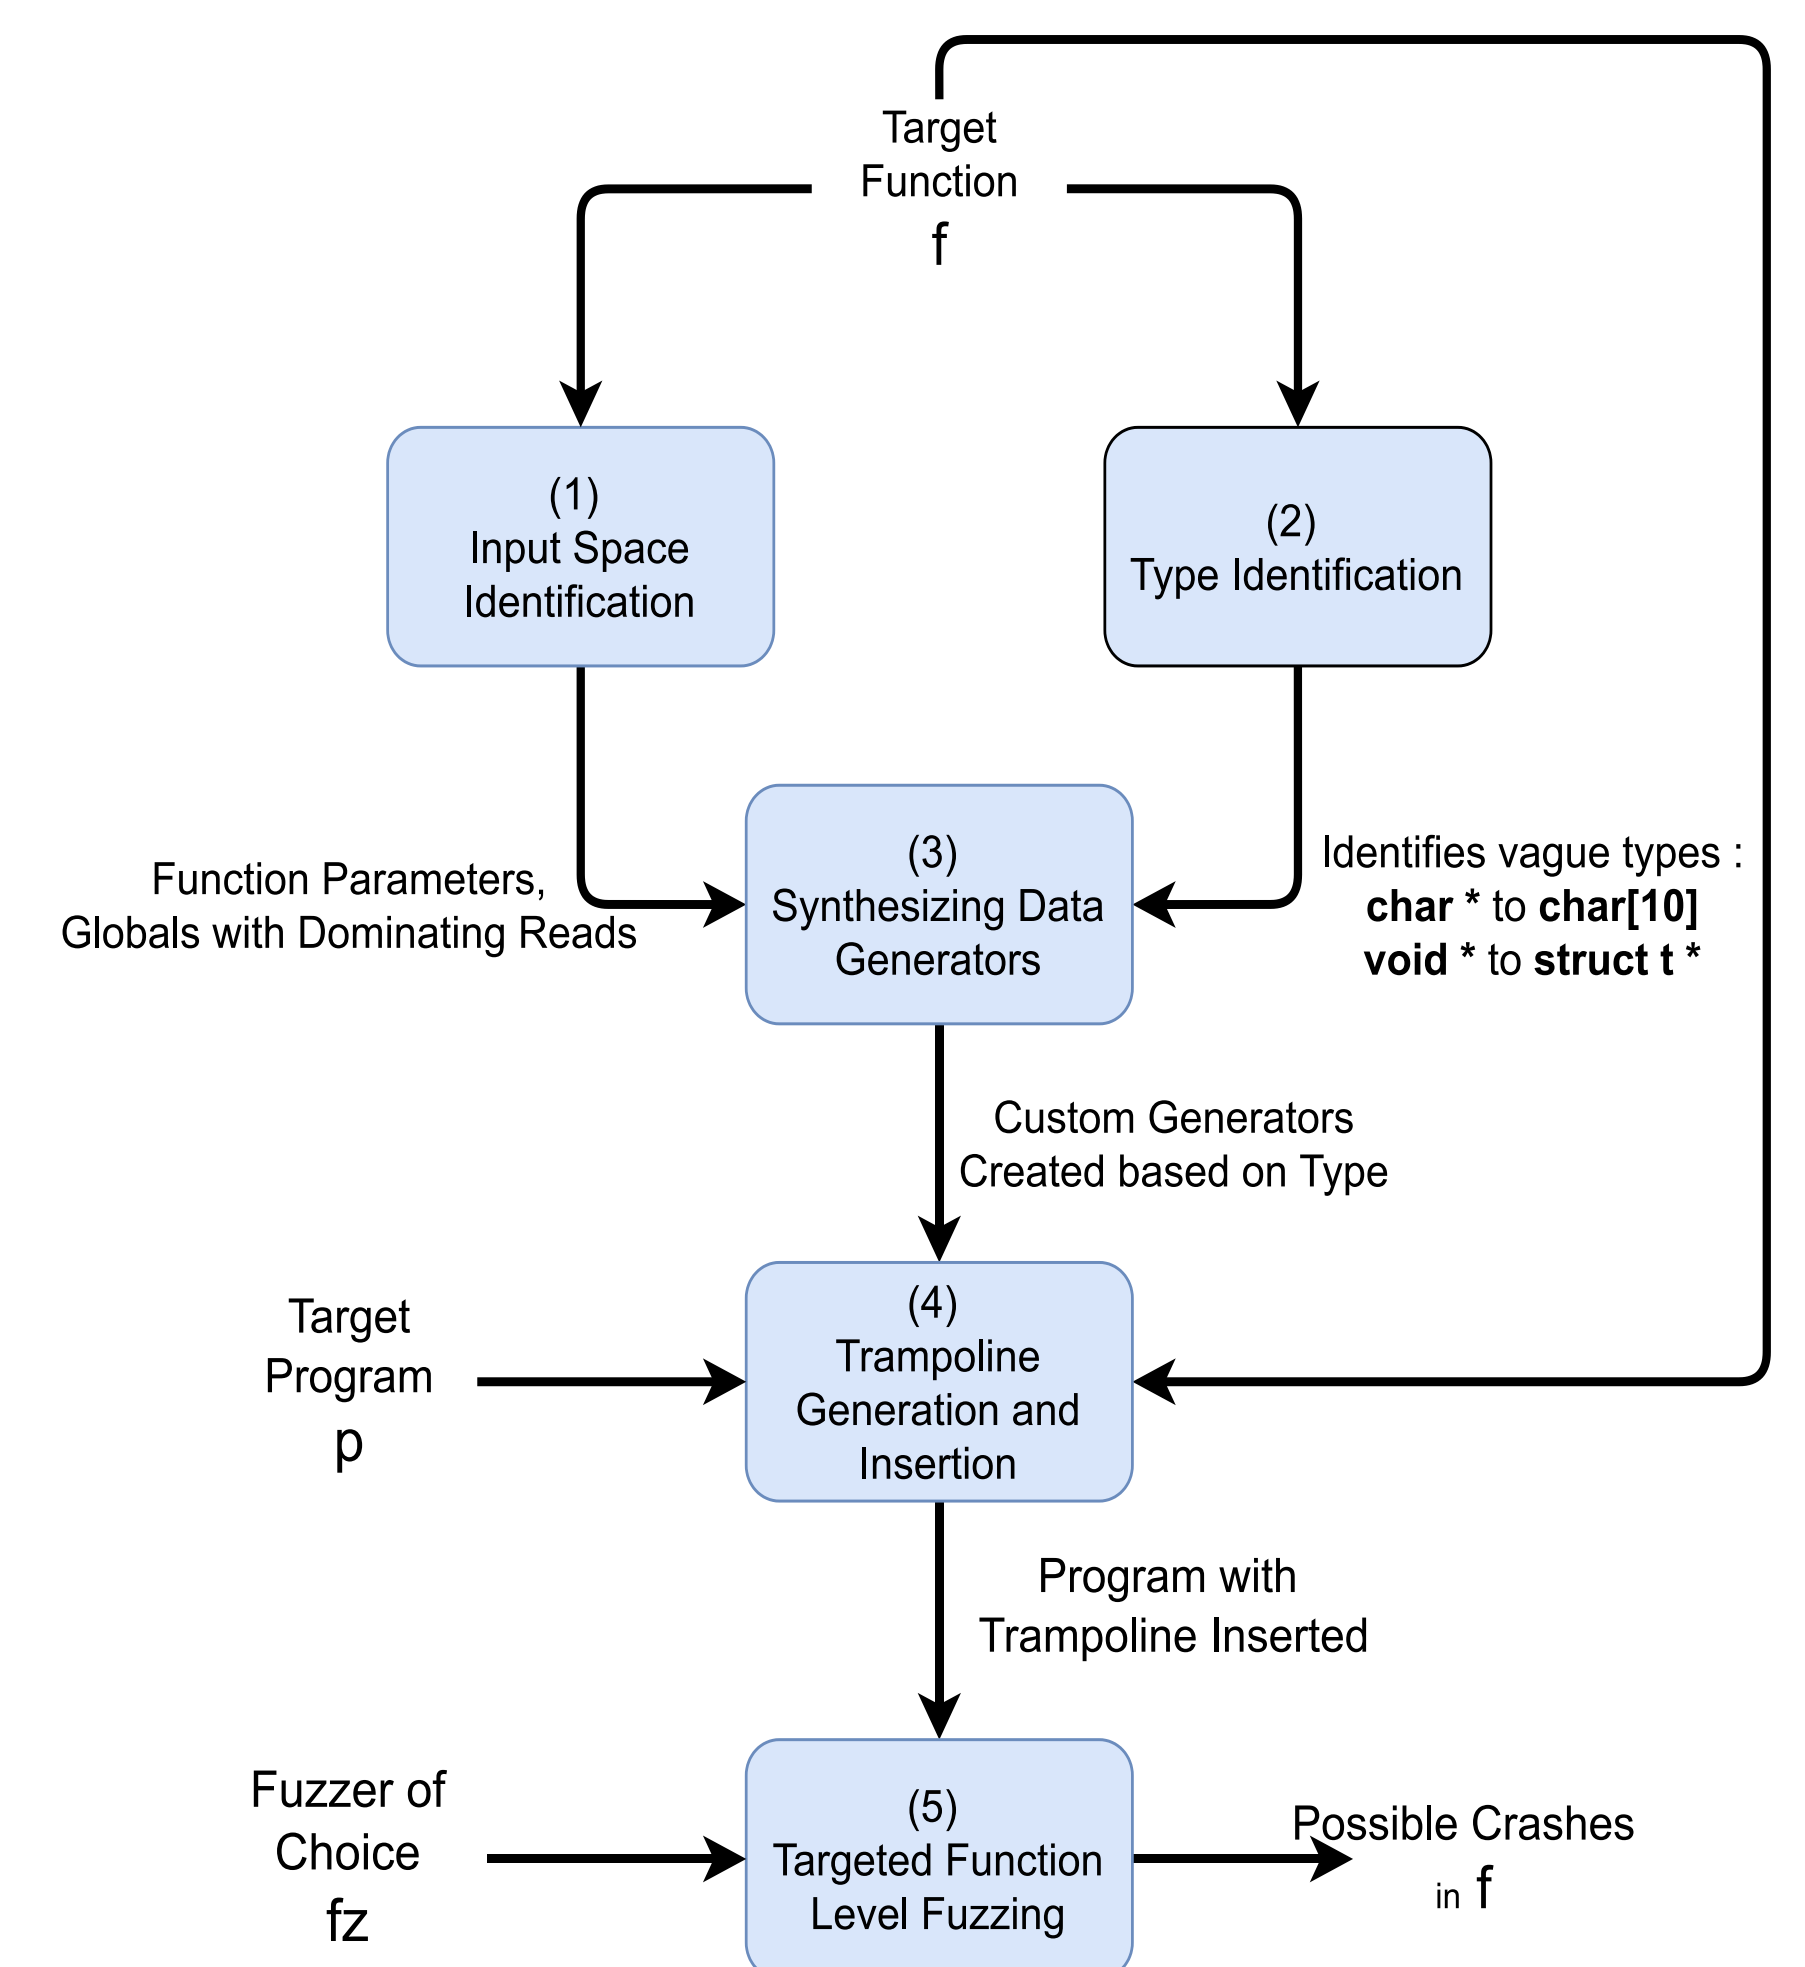 Target
Function
f
(1)
Input Space
Identification
(2)
Type Identification
Function Parameters,
Globals with Dominating Reads
(3)
Synthesizing Data
Generators
Identifies vague types :
char * to char[10]
void * to struct t *
Custom Generators
Created based on Type
Target
Program
p
(4)
Trampoline
Generation and
Insertion
Program with
Trampoline Inserted
Fuzzer of
Choice
fz
(5)
Targeted Function
Level Fuzzing
Possible Crashes
in f